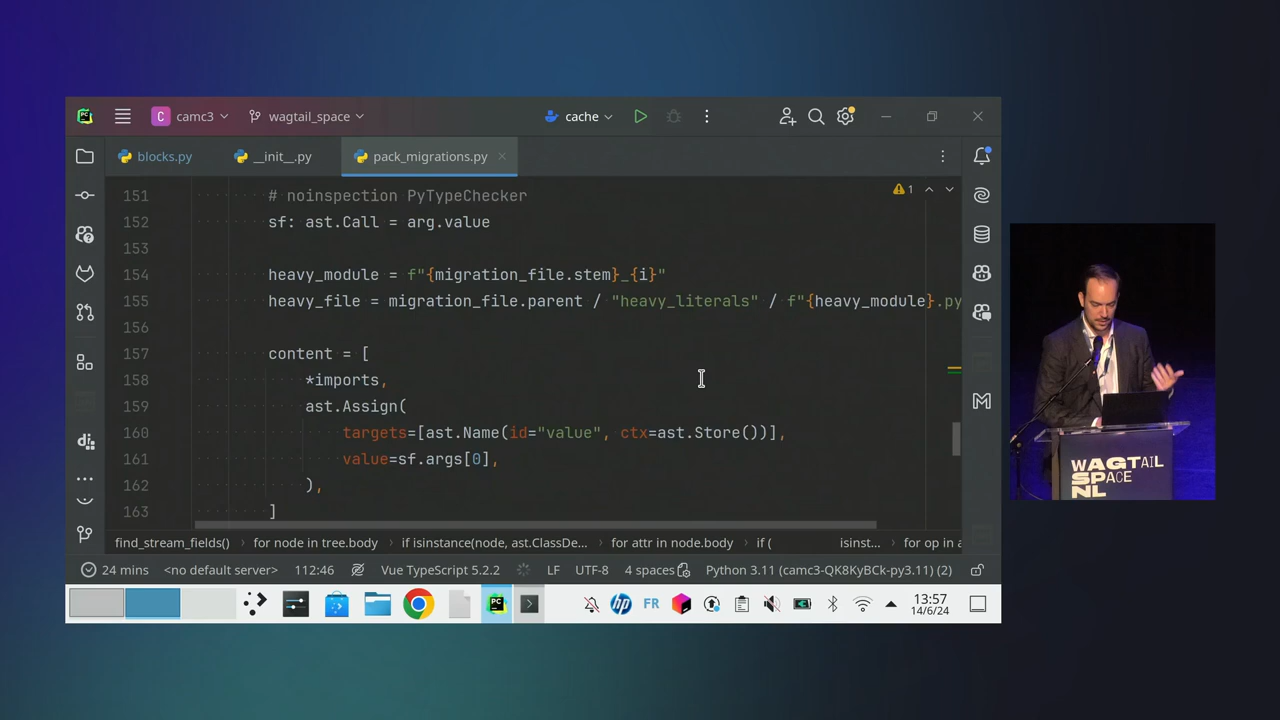 C camc3 wagtail_space cache
blocks.py __init__.py pack_migrations.py
151 # noinspection PyTypeChecker
152 sf: ast.Call = arg.value
153
154 heavy_module = f"{migration_file.stem}_{i}"
155 heavy_file = migration_file.parent / "heavy_literals" / f"{heavy_module}.py
156
157 content = [
158 *imports,
159 ast.Assign(
160 targets=[ast.Name(id="value", ctx=ast.Store())],
161 value=sf.args[0],
162 ),
163 ]
1
find_stream_fields() for node in tree.body if isinstance(node, ast.ClassDe... for attr in node.body if ( isinst... for op in a
24 mins <no default server> 112:46 Vue TypeScript 5.2.2 LF UTF-8 4 spaces Python 3.11 (camc3-QK8KyBCk-py3.11) (2)
FR
13:57
14/6/24
WAGTAIL
SPACE
NL